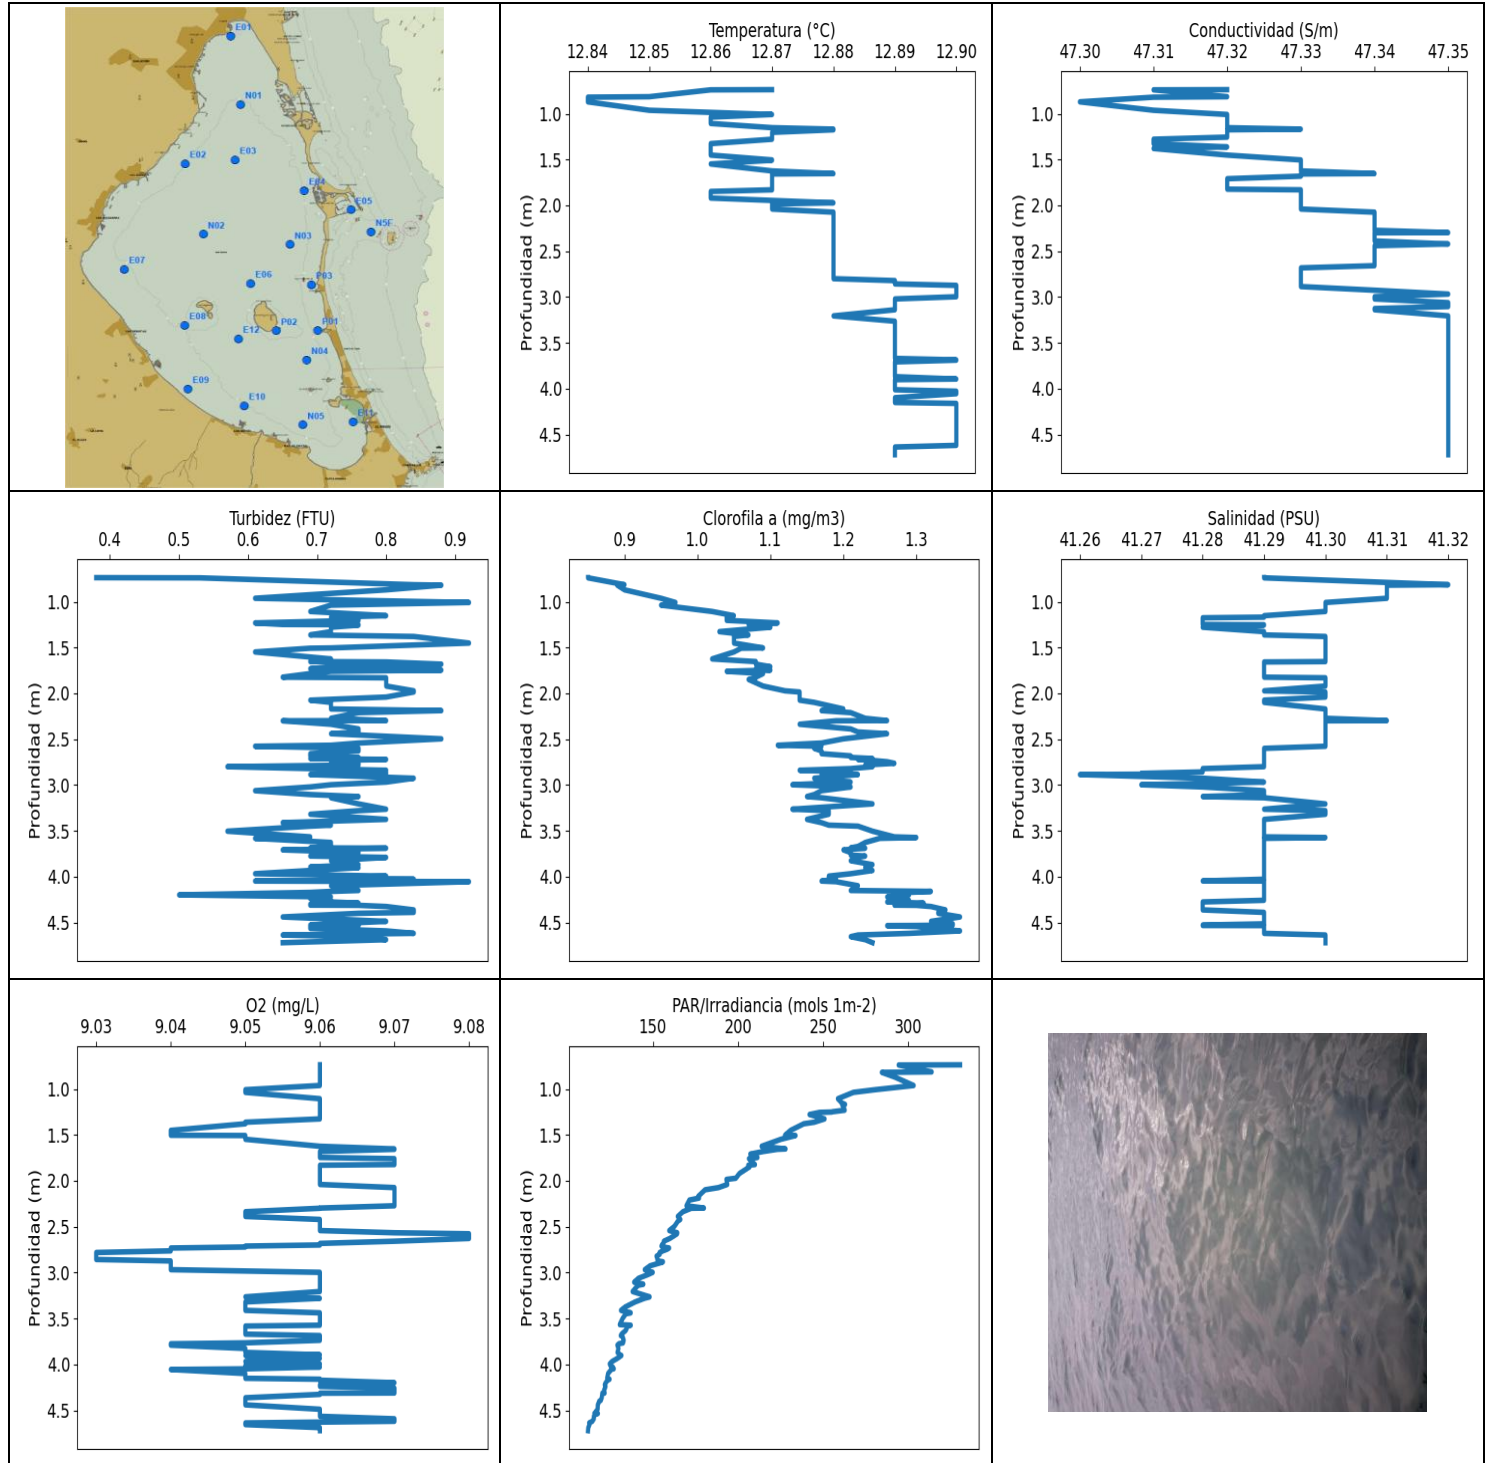 E01
N01
E02
E03
E04
E05
N5F
N02
N03
E07
E06
P03
E08
E12
P02
P01
N04
E09
E10
N05
E11
Temperatura (°C)
12.84 12.85 12.86 12.87 12.88 12.89 12.90
Profundidad (m)
1.0
1.5
2.0
2.5
3.0
3.5
4.0
4.5
Conductividad (S/m)
47.30 47.31 47.32 47.33 47.34 47.35
Profundidad (m)
1.0
1.5
2.0
2.5
3.0
3.5
4.0
4.5
Turbidez (FTU)
0.4 0.5 0.6 0.7 0.8 0.9
Profundidad (m)
1.0
1.5
2.0
2.5
3.0
3.5
4.0
4.5
Clorofila a (mg/m3)
0.9 1.0 1.1 1.2 1.3
Profundidad (m)
1.0
1.5
2.0
2.5
3.0
3.5
4.0
4.5
Salinidad (PSU)
41.26 41.27 41.28 41.29 41.30 41.31 41.32
Profundidad (m)
1.0
1.5
2.0
2.5
3.0
3.5
4.0
4.5
O2 (mg/L)
9.03 9.04 9.05 9.06 9.07 9.08
Profundidad (m)
1.0
1.5
2.0
2.5
3.0
3.5
4.0
4.5
PAR/Irradiancia (mols 1m-2)
150 200 250 300
Profundidad (m)
1.0
1.5
2.0
2.5
3.0
3.5
4.0
4.5